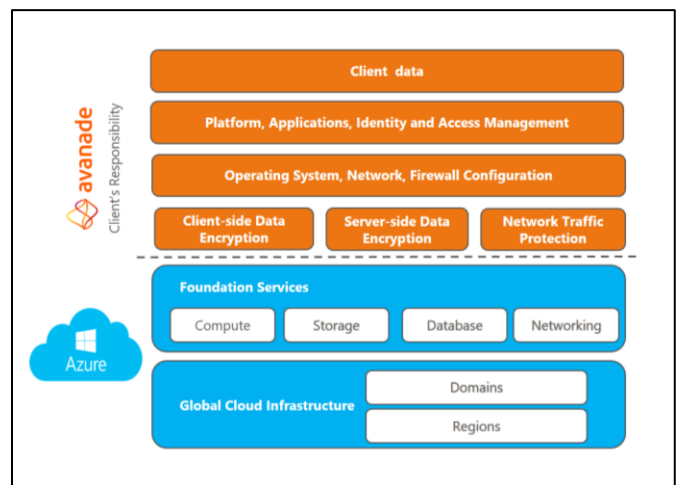 Client data
Platform, Applications, Identity and Access Management
Operating System, Network, Firewall Configuration
Client-side Data
Encryption
Server-side Data
Encryption
Network Traffic
Protection
avanade
Client's Responsibility
Foundation Services
Compute
Storage
Database
Networking
Azure
Global Cloud Infrastructure
Domains
Regions